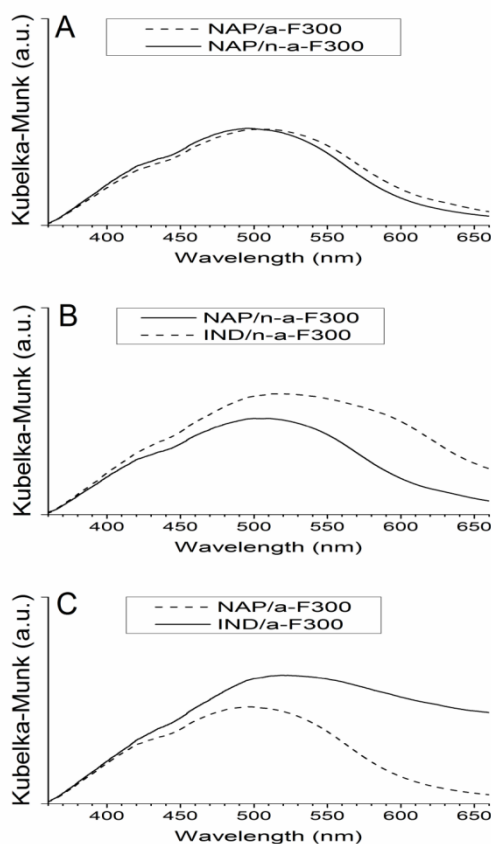 A
NAP/a-F300
NAP/n-a-F300
Kubelka-Munk (a.u.)
400 450 500 550 600 650
Wavelength (nm)
B
NAP/n-a-F300
IND/n-a-F300
Kubelka-Munk (a.u.)
400 450 500 550 600 650
Wavelength (nm)
C
NAP/a-F300
IND/a-F300
Kubelka-Munk (a.u.)
400 450 500 550 600 650
Wavelength (nm)